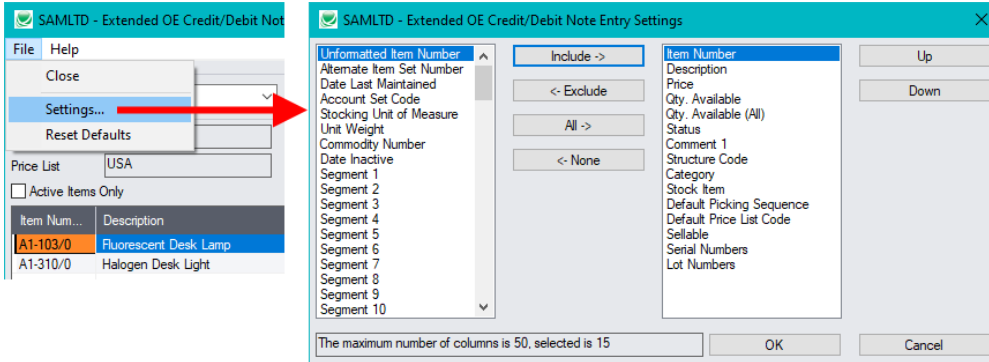 SAMLTD - Extended OE Credit/Debit Not
File Help
Close
Settings...
Reset Defaults
Price List USA
Active Items Only
Item Num... Description
A1-103/0 Fluorescent Desk Lamp
A1-310/0 Halogen Desk Light
SAMLTD - Extended OE Credit/Debit Note Entry Settings
Unformatted Item Number
Alternate Item Set Number
Date Last Maintained
Account Set Code
Stocking Unit of Measure
Unit Weight
Commodity Number
Date Inactive
Segment 1
Segment 2
Segment 3
Segment 4
Segment 5
Segment 6
Segment 7
Segment 8
Segment 9
Segment 10
Include ->
<- Exclude
All ->
<- None
Item Number
Description
Price
Qty. Available
Qty. Available (All)
Status
Comment 1
Structure Code
Category
Stock Item
Default Picking Sequence
Default Price List Code
Sellable
Serial Numbers
Lot Numbers
Up
Down
The maximum number of columns is 50, selected is 15
OK
Cancel